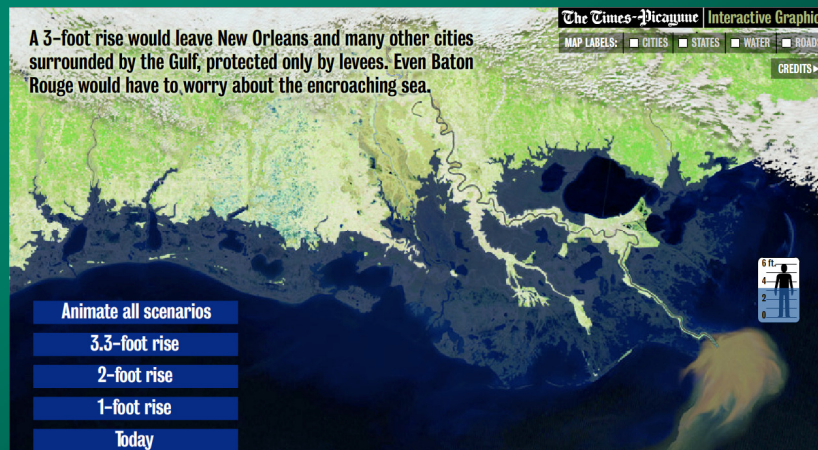 The Times-Picayune | Interactive Graphic
A 3-foot rise would leave New Orleans and many other cities
surrounded by the Gulf, protected only by levees. Even Baton
Rouge would have to worry about the encroaching sea.
MAP LABELS: CITIES STATES WATER ROADS
CREDITS
6 ft.
4
2
0
Animate all scenarios
3.3-foot rise
2-foot rise
1-foot rise
Today